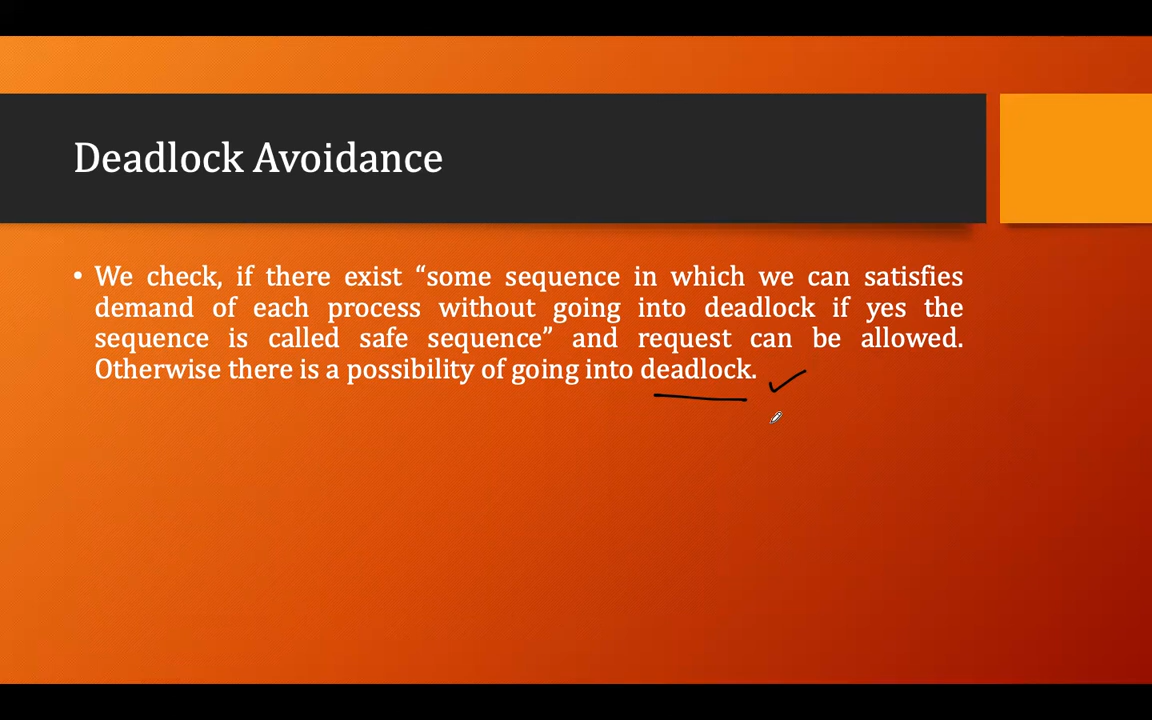 Deadlock Avoidance
• We check, if there exist “some sequence in which we can satisfies
demand of each process without going into deadlock if yes the
sequence is called safe sequence” and request can be allowed.
Otherwise there is a possibility of going into deadlock.